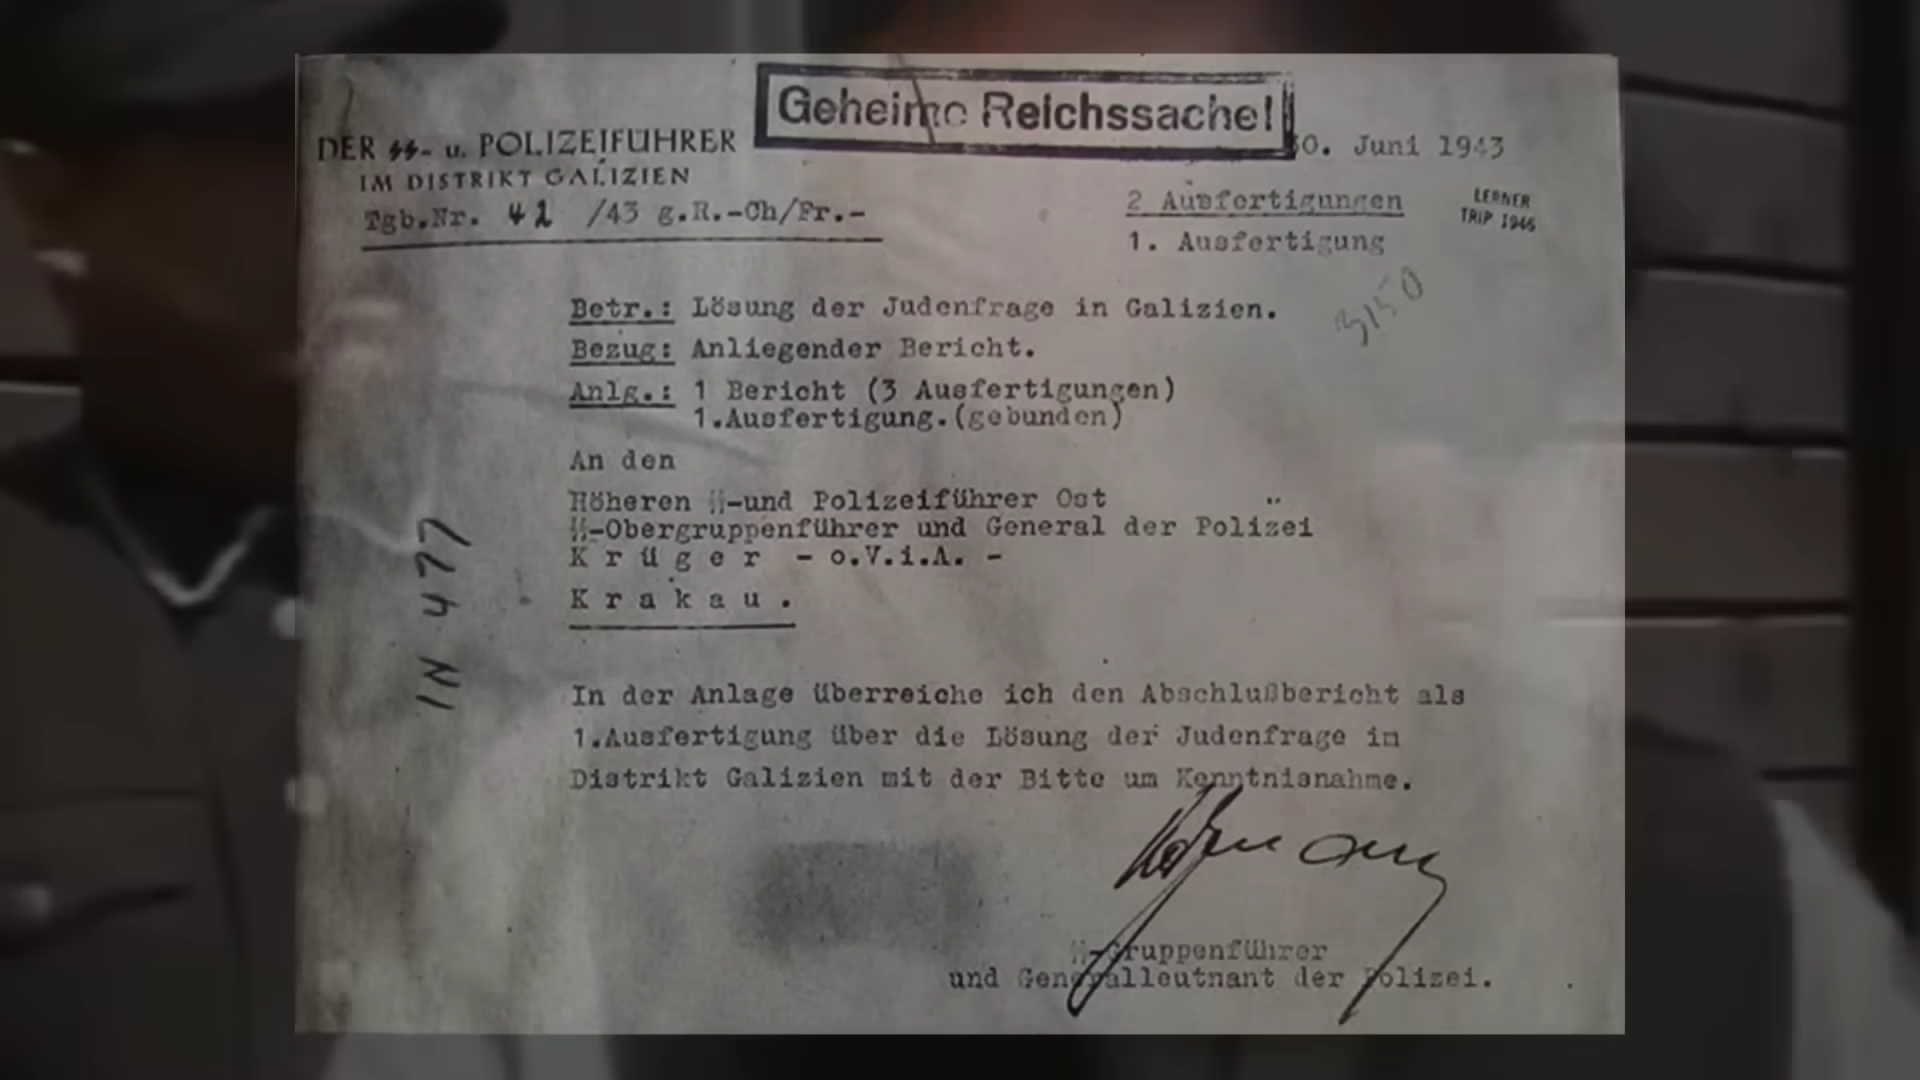 Geheime Reichssache!
DER SS- u. POLIZEIFÜHRER
IM DISTRIKT GALIZIEN
Tgb.Nr. 42 /43 g.R.-Ch/Fr.-
30. Juni 1943
2 Ausfertigungen
1. Ausfertigung
LERNER
TRIP 1946
3150
Betr.: Lösung der Judenfrage in Galizien.
Bezug: Anliegender Bericht.
Anlg.: 1 Bericht (3 Ausfertigungen)
1.Ausfertigung.(gebunden)
An den
Höheren SS-und Polizeiführer Ost
SS-Obergruppenführer und General der Polizei
K r ü g e r - o.V.i.A. -
K r a k a u .
IN 477
In der Anlage überreiche ich den Abschlußbericht als
1.Ausfertigung über die Lösung der Judenfrage im
Distrikt Galizien mit der Bitte um Kenntnisnahme.
SS-Gruppenführer
und Generalleutnant der Polizei.